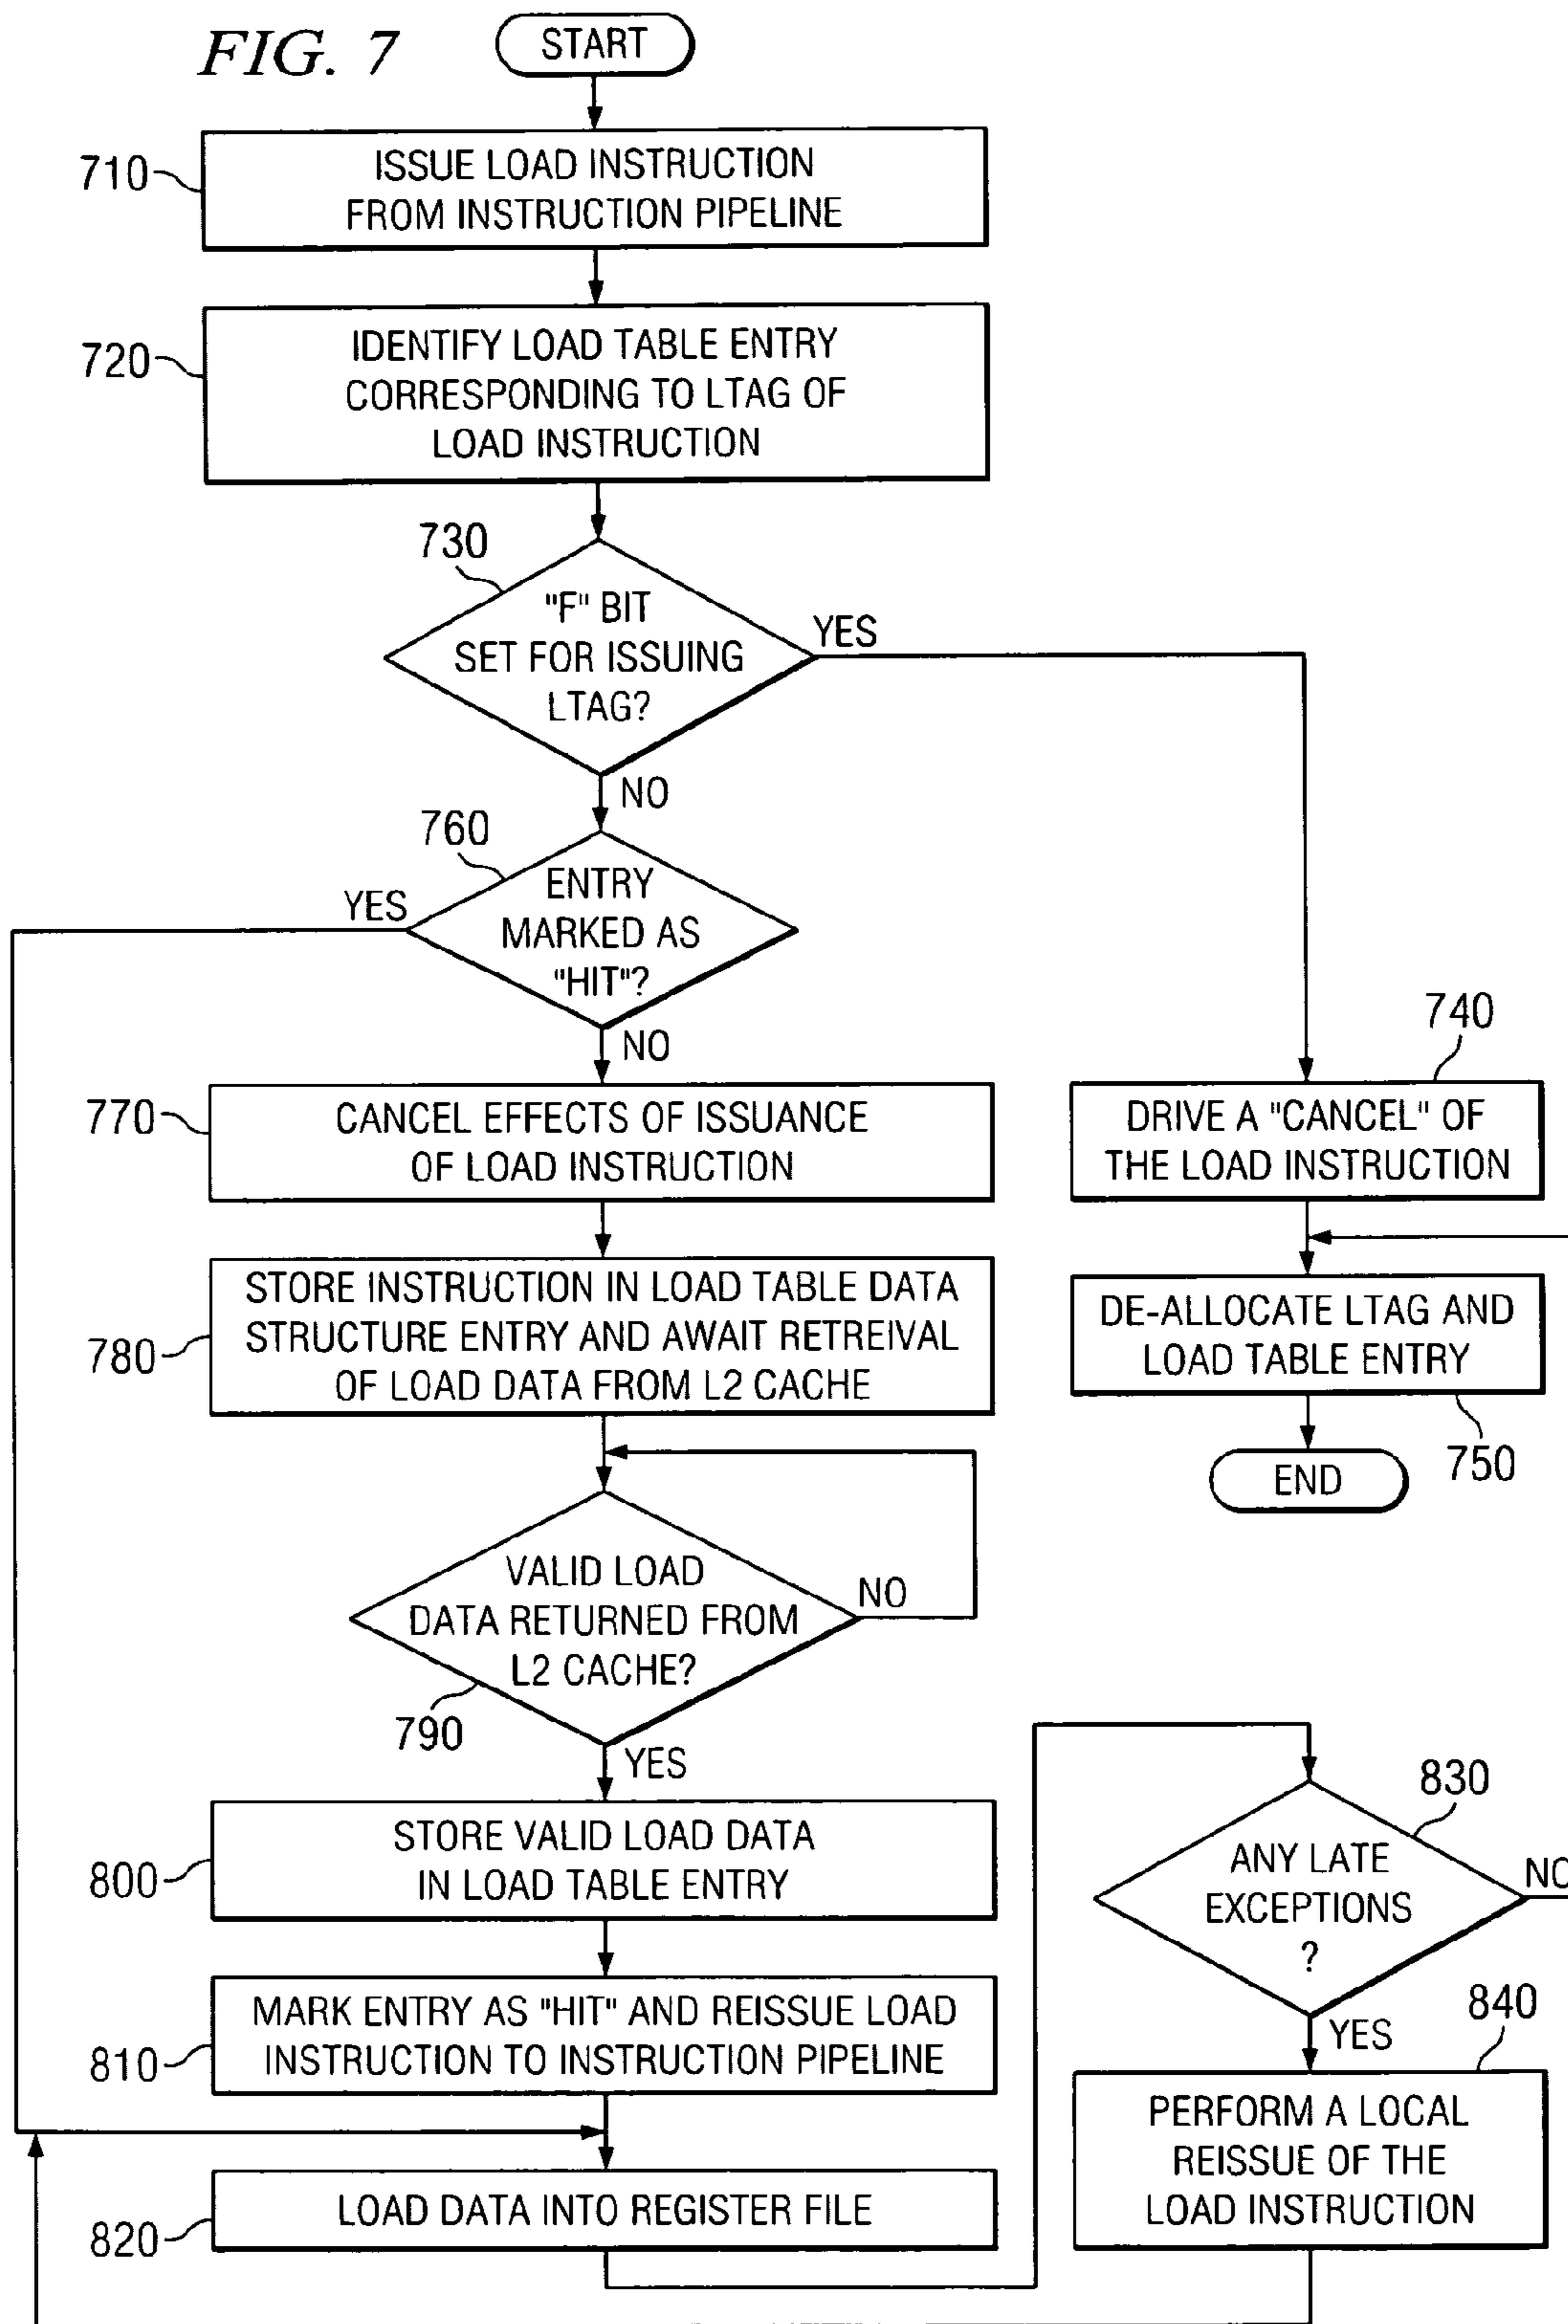 FIG. 7
START
710
ISSUE LOAD INSTRUCTION
FROM INSTRUCTION PIPELINE
720
IDENTIFY LOAD TABLE ENTRY
CORRESPONDING TO LTAG OF
LOAD INSTRUCTION
730
"F" BIT
SET FOR ISSUING
LTAG?
YES
NO
760
ENTRY
MARKED AS
"HIT"?
YES
NO
740
DRIVE A "CANCEL" OF
THE LOAD INSTRUCTION
770
CANCEL EFFECTS OF ISSUANCE
OF LOAD INSTRUCTION
780
STORE INSTRUCTION IN LOAD TABLE DATA
STRUCTURE ENTRY AND AWAIT RETREIVAL
OF LOAD DATA FROM L2 CACHE
DE-ALLOCATE LTAG AND
LOAD TABLE ENTRY
750
END
VALID LOAD
DATA RETURNED FROM
L2 CACHE?
NO
790
YES
800
STORE VALID LOAD DATA
IN LOAD TABLE ENTRY
830
ANY LATE
EXCEPTIONS
?
NO
YES
810
MARK ENTRY AS "HIT" AND REISSUE LOAD
INSTRUCTION TO INSTRUCTION PIPELINE
840
PERFORM A LOCAL
REISSUE OF THE
LOAD INSTRUCTION
820
LOAD DATA INTO REGISTER FILE